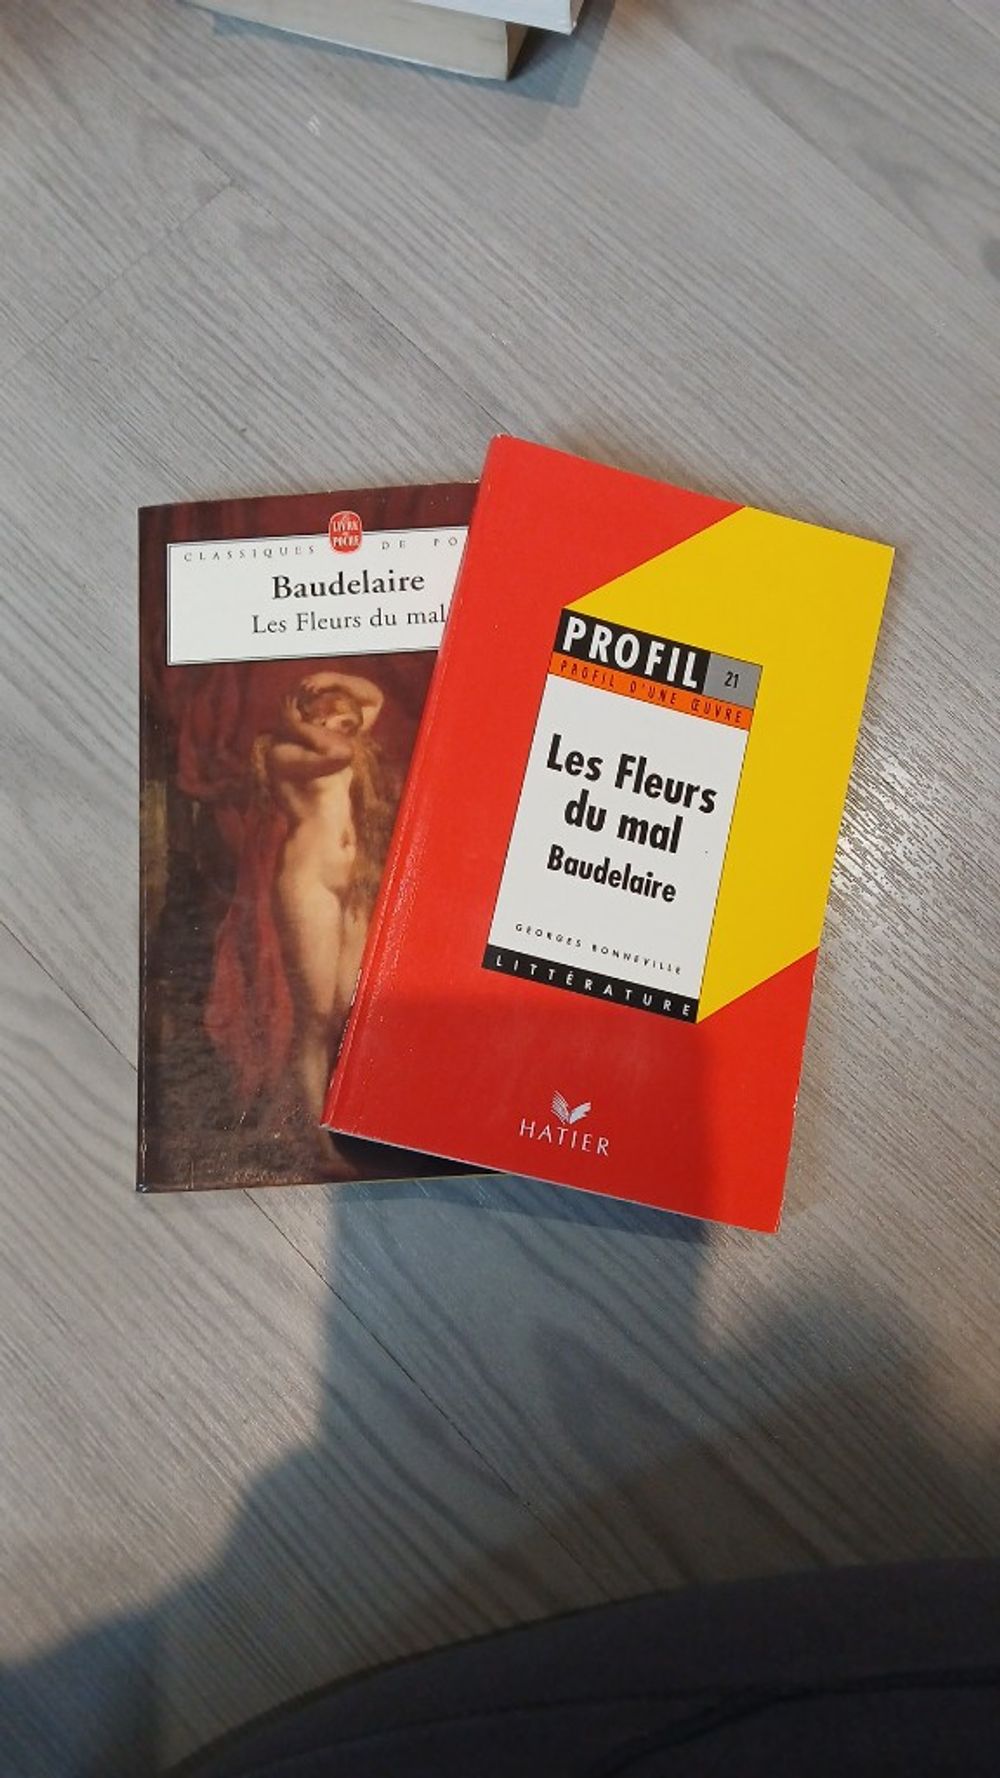 LE LIVRE DE POCHE
CLASSIQUES DE PO
Baudelaire
Les Fleurs du mal
PROFIL 21
PROFIL D'UNE ŒUVRE
Les Fleurs
du mal
Baudelaire
GEORGES BONNEVILLE
LITTÉRATURE
HATIER